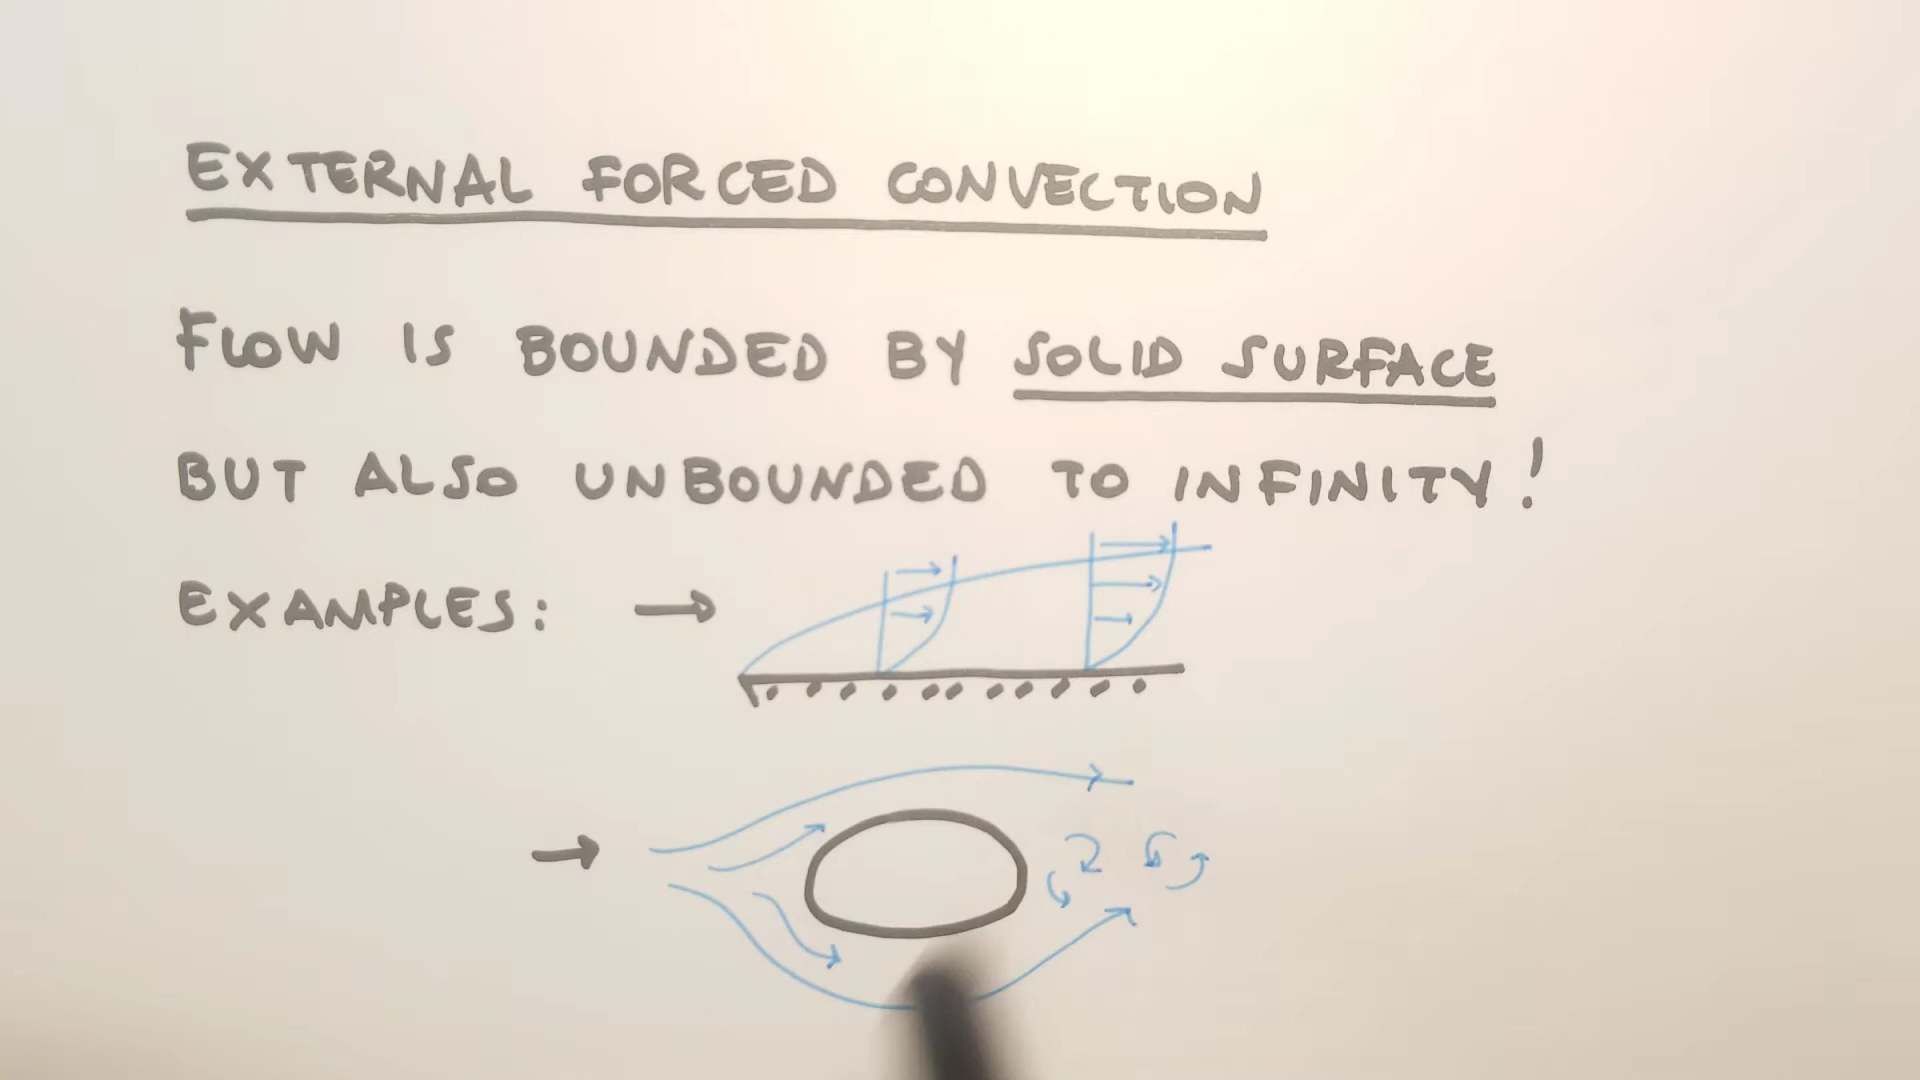 EXTERNAL FORCED CONVECTION
FLOW IS BOUNDED BY SOLID SURFACE
BUT ALSO UNBOUNDED TO INFINITY!
EXAMPLES: